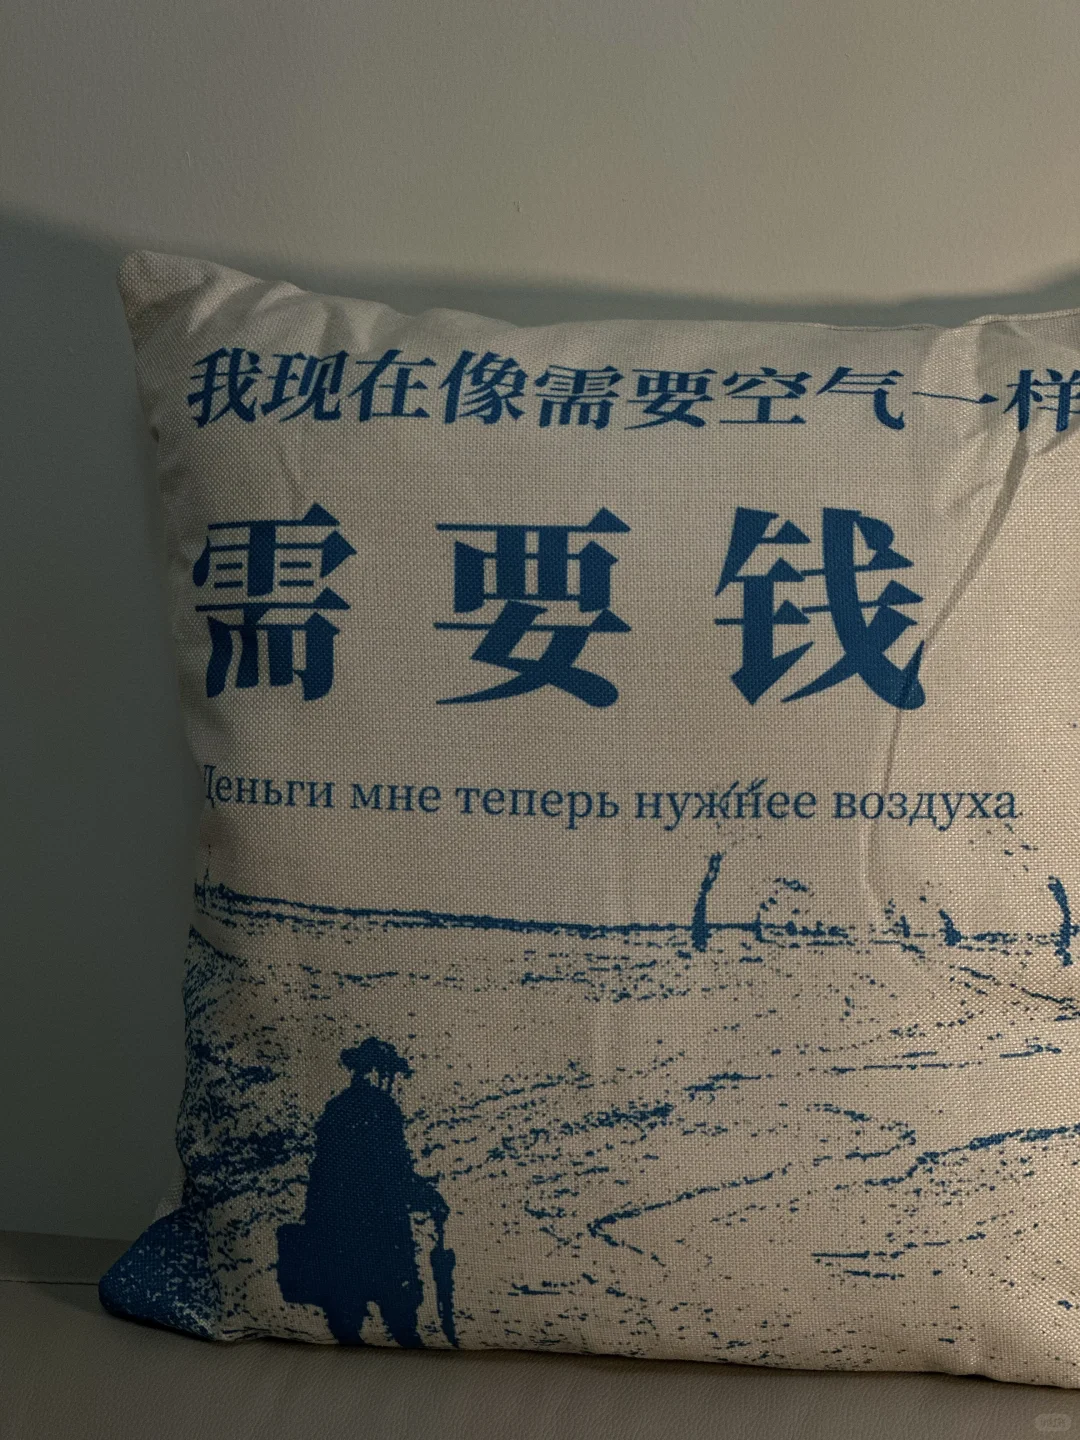 我现在像需要空气一样
需要钱
Деньги мне теперь нужнее воздуха.